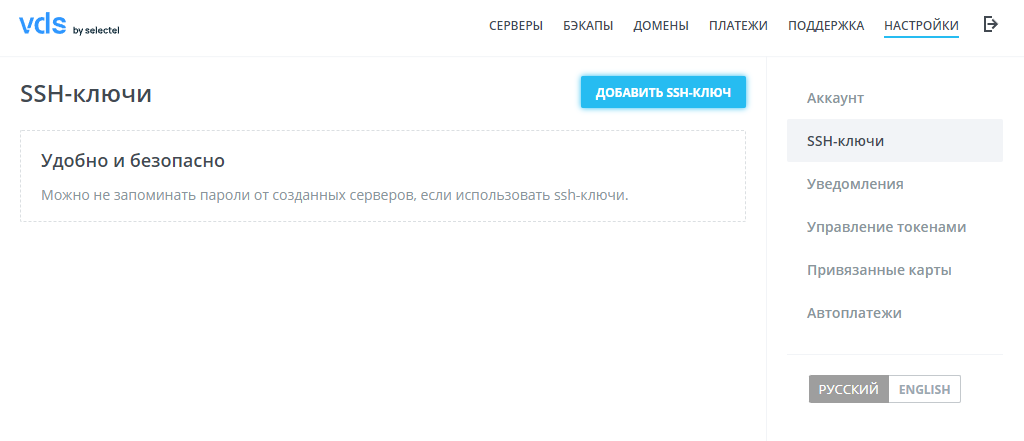 vds by selectel
СЕРВЕРЫ БЭКАПЫ ДОМЕНЫ ПЛАТЕЖИ ПОДДЕРЖКА НАСТРОЙКИ
SSH-ключи
ДОБАВИТЬ SSH-КЛЮЧ
Удобно и безопасно
Можно не запоминать пароли от созданных серверов, если использовать ssh-ключи.
Аккаунт
SSH-ключи
Уведомления
Управление токенами
Привязанные карты
Автоплатежи
РУССКИЙ ENGLISH